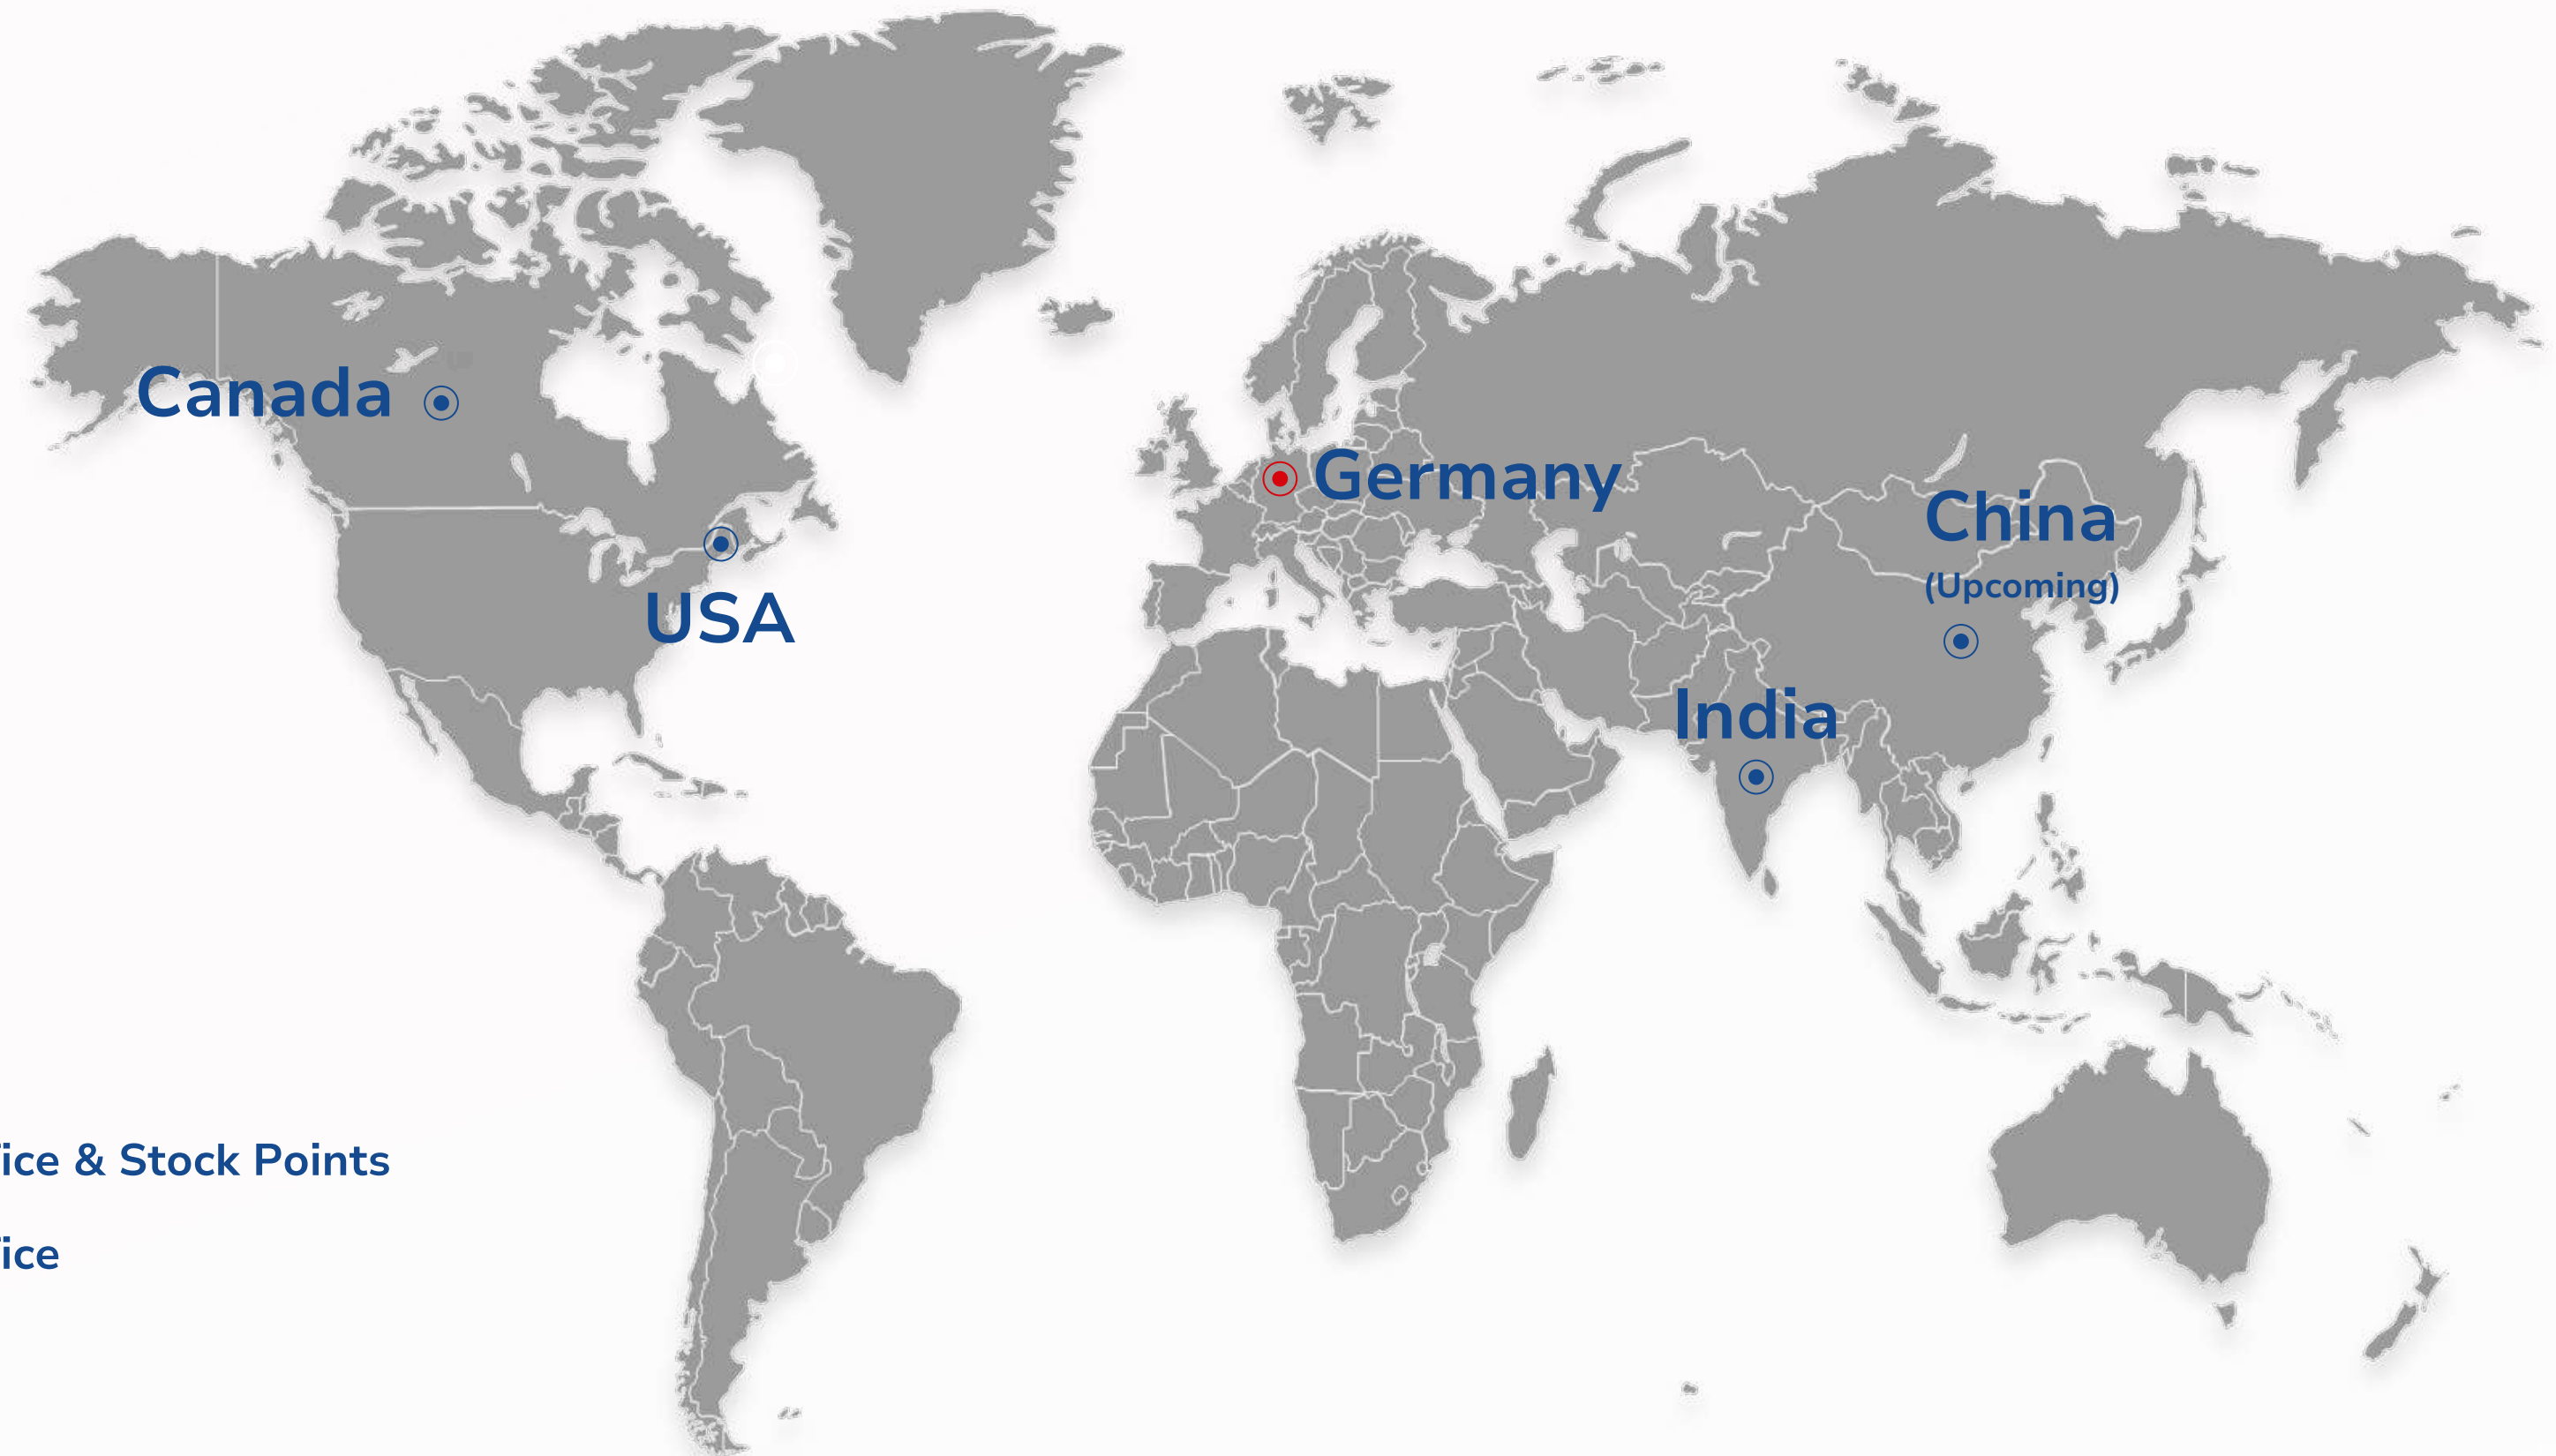 Canada
Germany
China
(Upcoming)
USA
India
ice & Stock Points
ice